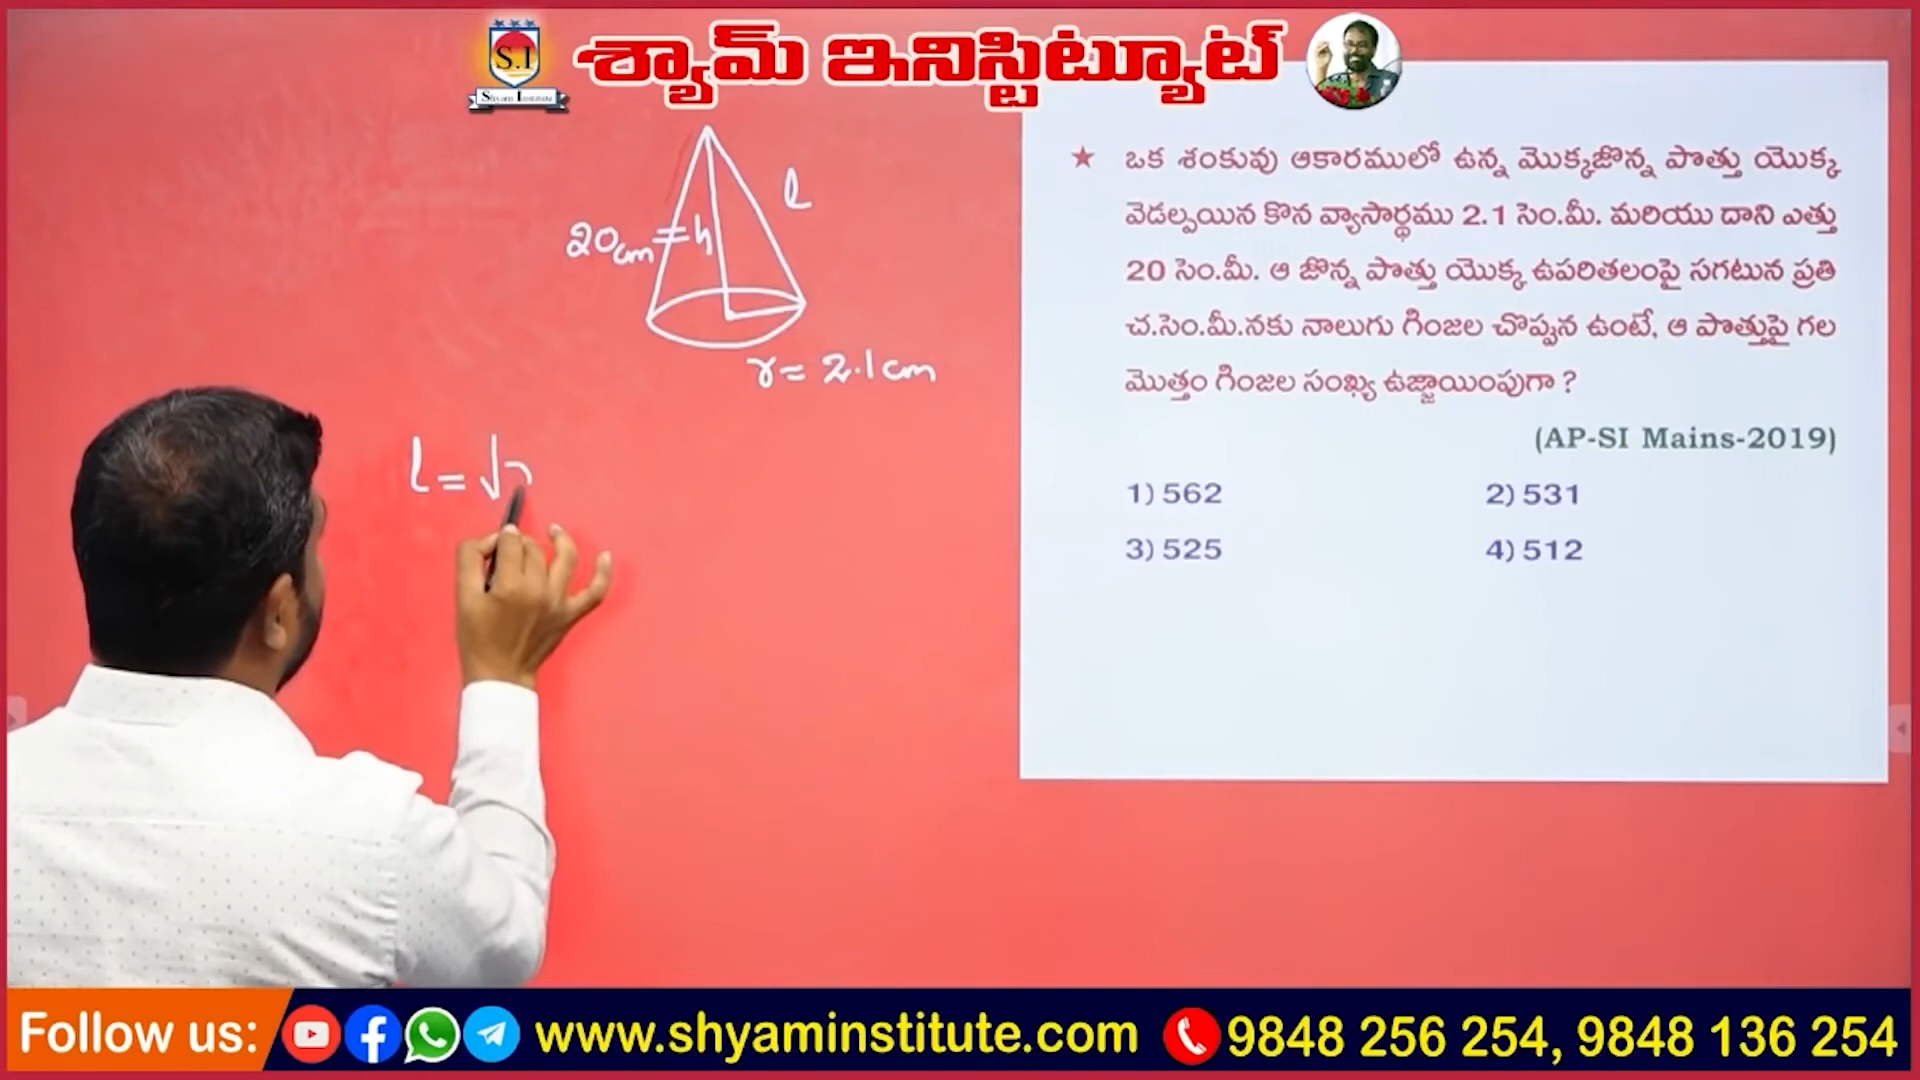 S.I
Shyam Institute
శ్యామ్ ఇనిస్టిట్యూట్
l
20cm=h
r = 2.1cm
l = √r
★ ఒక శంకువు ఆకారములో ఉన్న మొక్కజొన్న పొత్తు యొక్క
వెడల్పయిన కొన వ్యాసార్థము 2.1 సెం.మీ. మరియు దాని ఎత్తు
20 సెం.మీ. ఆ జొన్న పొత్తు యొక్క ఉపరితలంపై సగటున ప్రతి
చ.సెం.మీ.నకు నాలుగు గింజల చొప్పున ఉంటే, ఆ పొత్తుపై గల
మొత్తం గింజల సంఖ్య ఉజ్జాయింపుగా ?
(AP-SI Mains-2019)
1) 562 2) 531
3) 525 4) 512
Follow us: www.shyaminstitute.com 9848 256 254, 9848 136 254